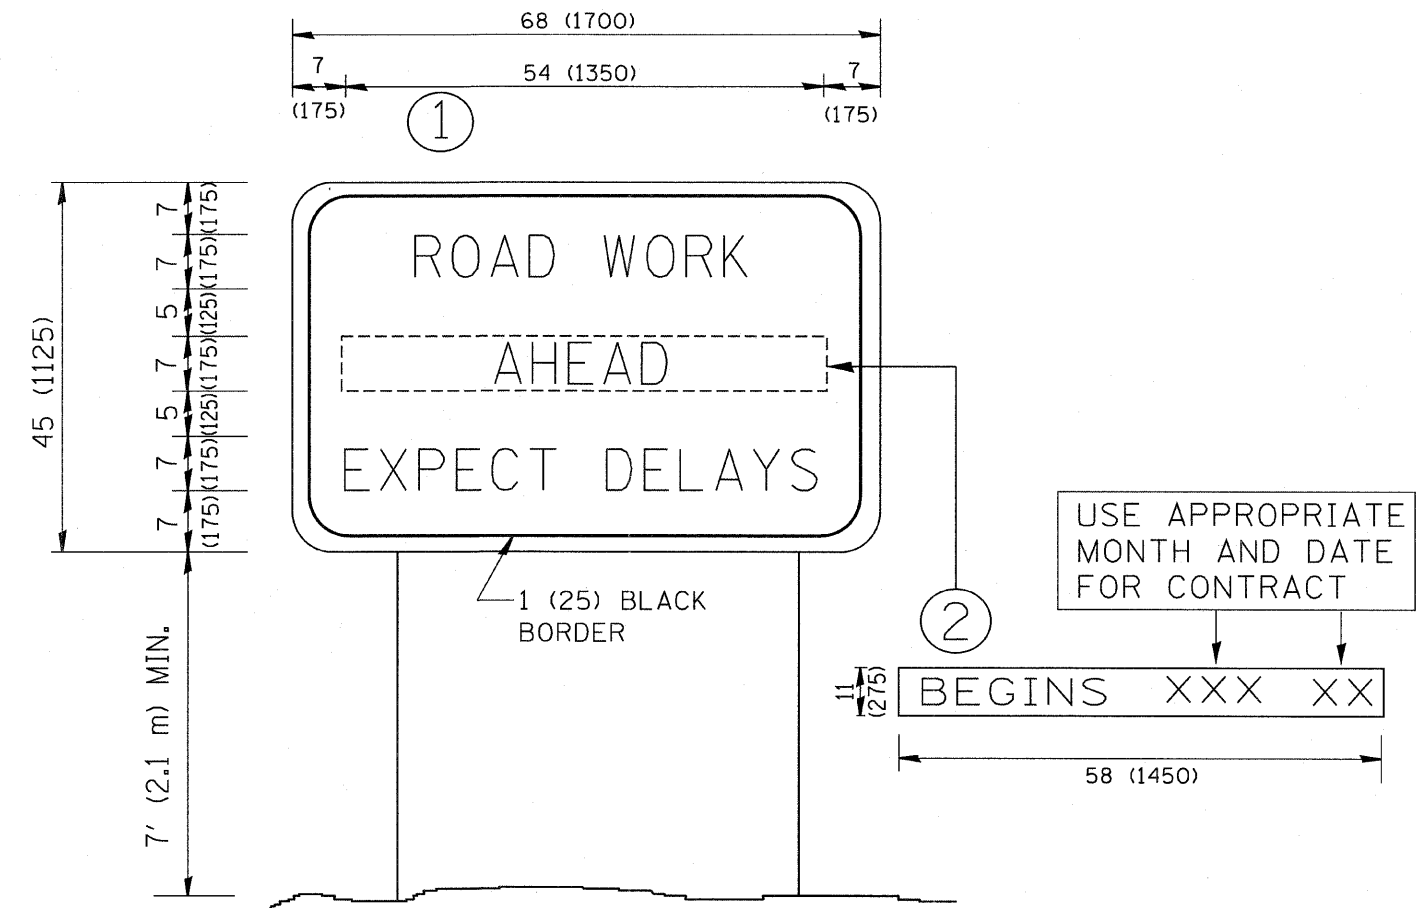 68 (1700)
7
54 (1350)
7
(175)
(175)
1
7
(175)
7
(175)
5
(125)
7
(175)
5
(125)
7
(175)
7
(175)
45 (1125)
7' (2.1 m) MIN.
ROAD WORK
AHEAD
EXPECT DELAYS
1 (25) BLACK
BORDER
2
USE APPROPRIATE
MONTH AND DATE
FOR CONTRACT
11
(275)
BEGINS XXX XX
58 (1450)